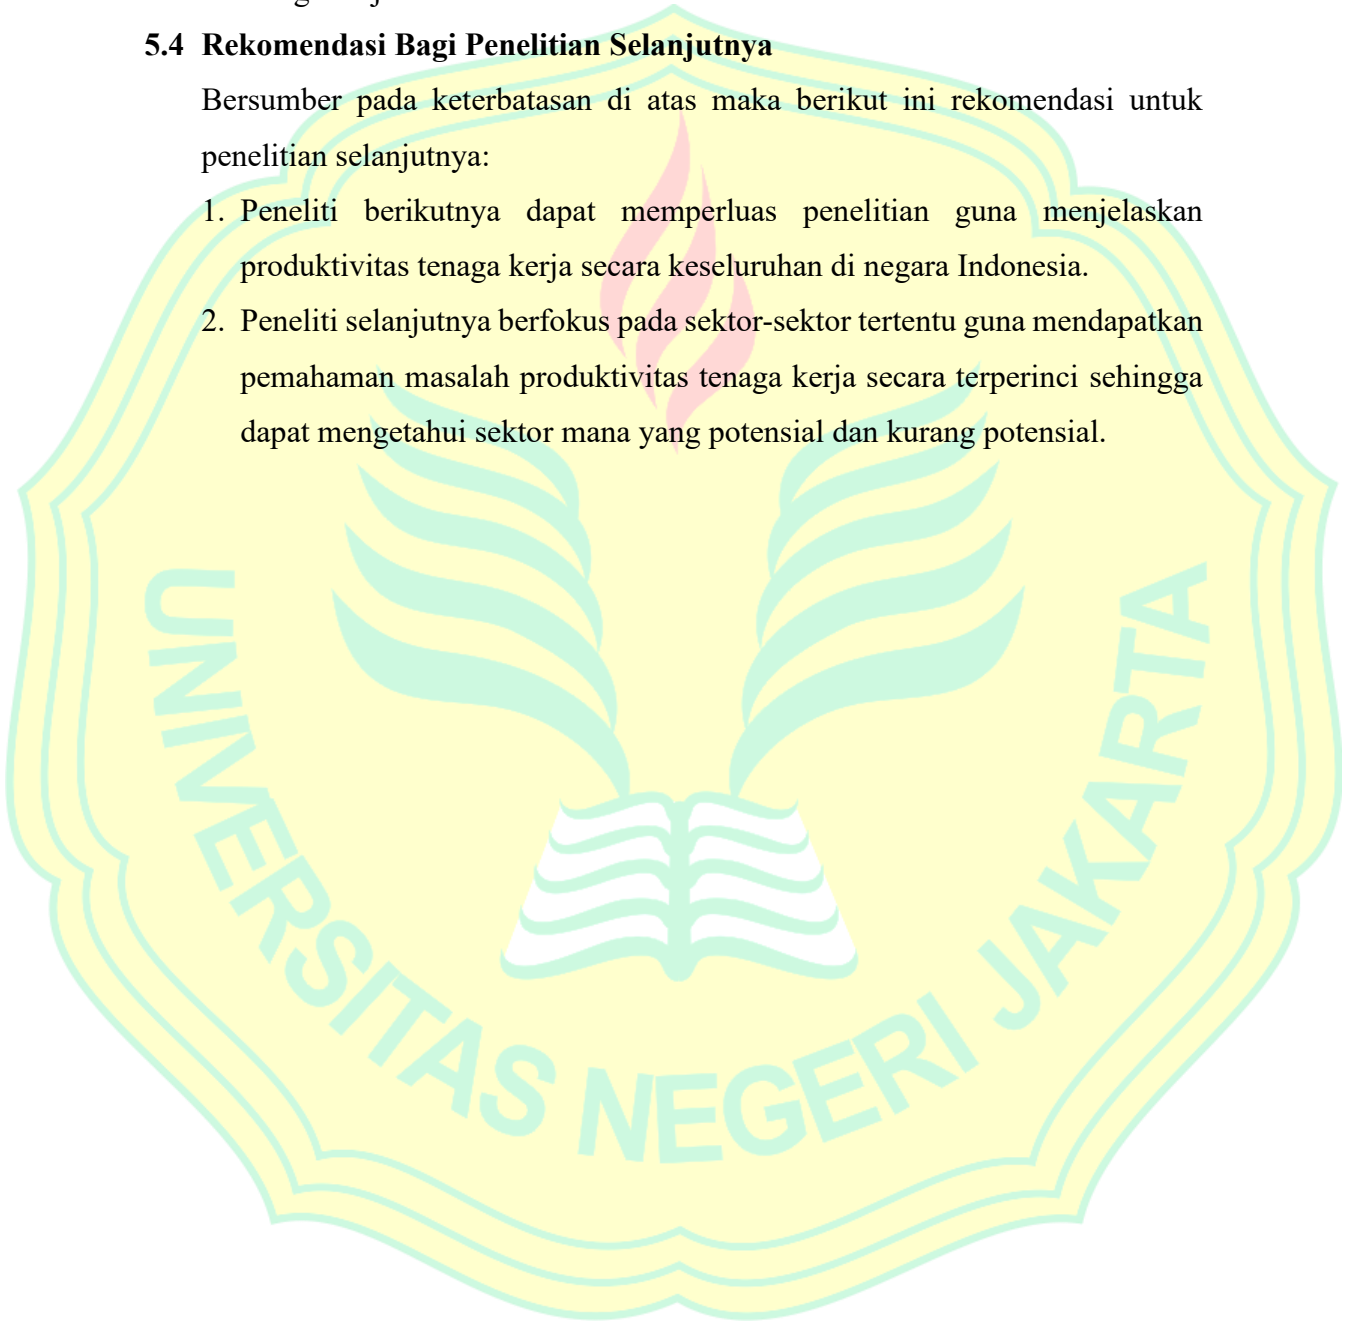 5.4 Rekomendasi Bagi Penelitian Selanjutnya
Bersumber pada keterbatasan di atas maka berikut ini rekomendasi untuk
penelitian selanjutnya:
1. Peneliti berikutnya dapat memperluas penelitian guna menjelaskan
produktivitas tenaga kerja secara keseluruhan di negara Indonesia.
2. Peneliti selanjutnya berfokus pada sektor-sektor tertentu guna mendapatkan
pemahaman masalah produktivitas tenaga kerja secara terperinci sehingga
dapat mengetahui sektor mana yang potensial dan kurang potensial.
UNIVERSITAS NEGERI JAKARTA